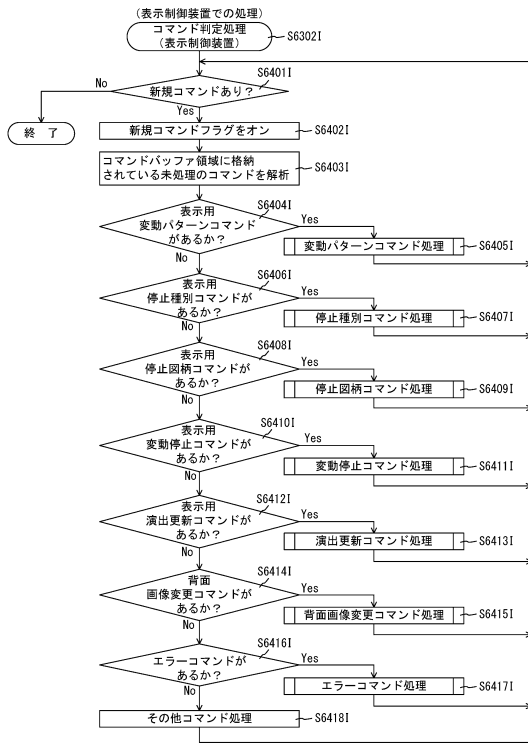 (表示制御装置での処理)
コマンド判定処理
(表示制御装置)
S6302I
S6401I
新規コマンドあり？
No
Yes
終 了
新規コマンドフラグをオン
S6402I
コマンドバッファ領域に格納
されている未処理のコマンドを解析
S6403I
S6404I
表示用
変動パターンコマンド
があるか？
Yes
No
変動パターンコマンド処理
S6405I
S6406I
表示用
停止種別コマンドが
あるか？
Yes
No
停止種別コマンド処理
S6407I
S6408I
表示用
停止図柄コマンドが
あるか？
Yes
No
停止図柄コマンド処理
S6409I
S6410I
表示用
変動停止コマンドが
あるか？
Yes
No
変動停止コマンド処理
S6411I
S6412I
表示用
演出更新コマンドが
あるか？
Yes
No
演出更新コマンド処理
S6413I
S6414I
背面
画像変更コマンドが
あるか？
Yes
No
背面画像変更コマンド処理
S6415I
S6416I
エラーコマンドが
あるか？
Yes
No
エラーコマンド処理
S6417I
その他コマンド処理
S6418I